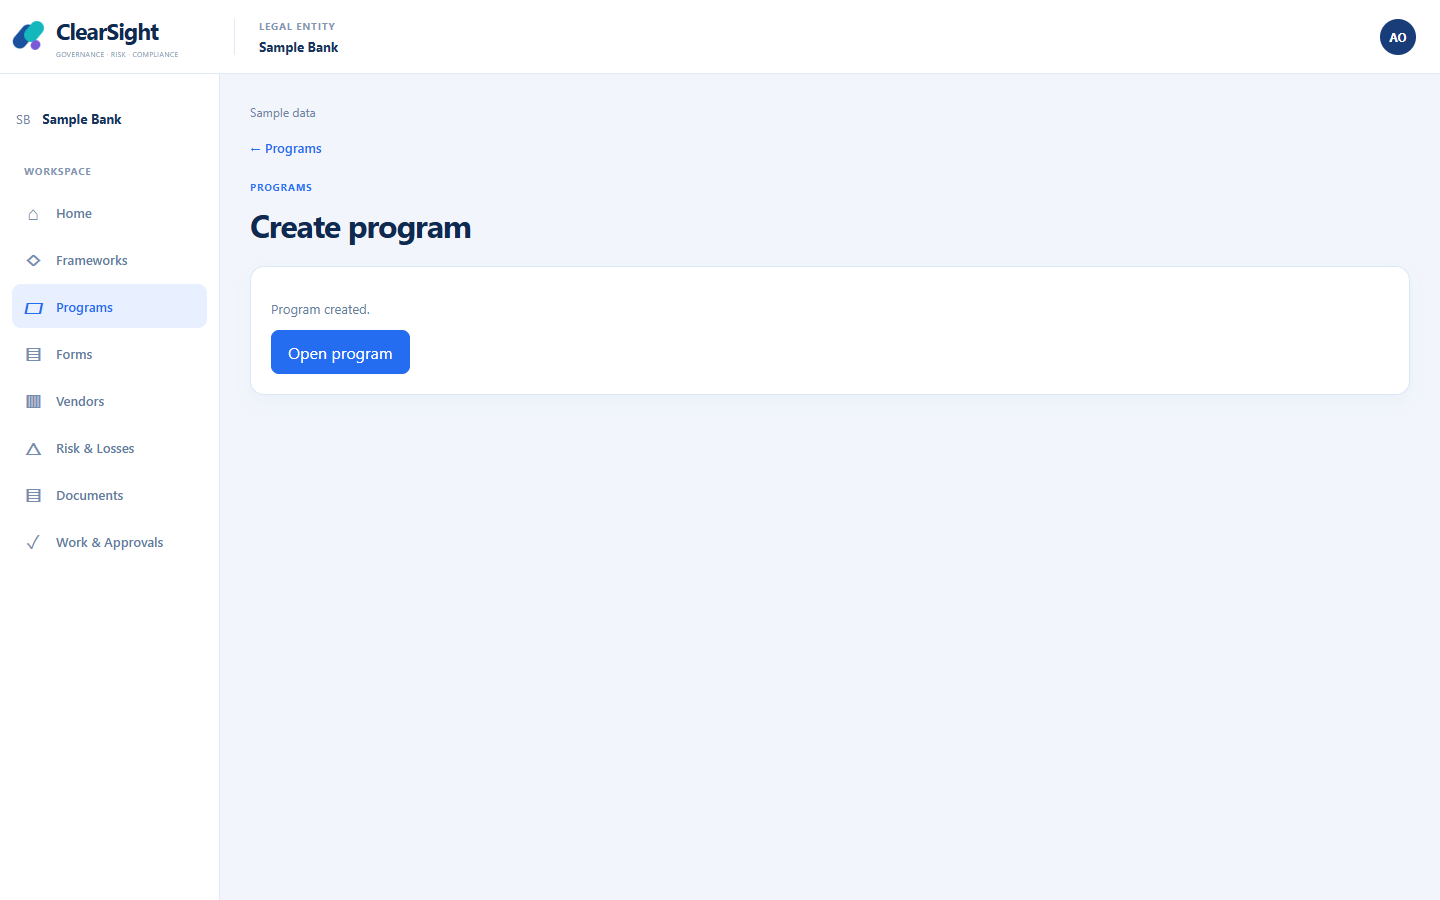 ClearSight
GOVERNANCE · RISK · COMPLIANCE
LEGAL ENTITY
Sample Bank
AO
SB Sample Bank
WORKSPACE
Home
Frameworks
Programs
Forms
Vendors
Risk & Losses
Documents
Work & Approvals
Sample data
← Programs
PROGRAMS
Create program
Program created.
Open program